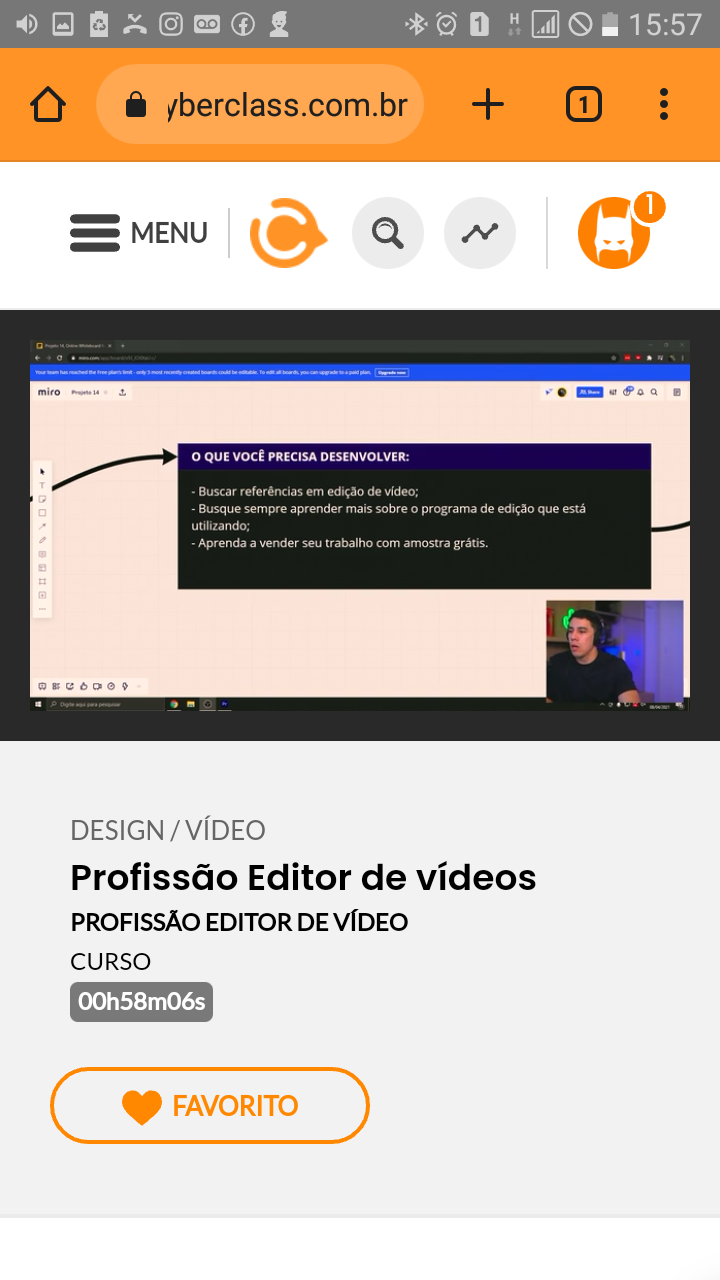 15:57
yberclass.com.br
1
MENU
1
Your team has reached the Free plan's limit - only 3 most recently created boards could be editable. To edit all boards, you can upgrade to a paid plan. Upgrade now
miro Projeto 14 Share
O QUE VOCÊ PRECISA DESENVOLVER:
- Buscar referências em edição de vídeo;
- Busque sempre aprender mais sobre o programa de edição que está
utilizando;
- Aprenda a vender seu trabalho com amostra grátis.
Digite aqui para pesquisar
DESIGN / VÍDEO
Profissão Editor de vídeos
PROFISSÃO EDITOR DE VÍDEO
CURSO
00h58m06s
FAVORITO